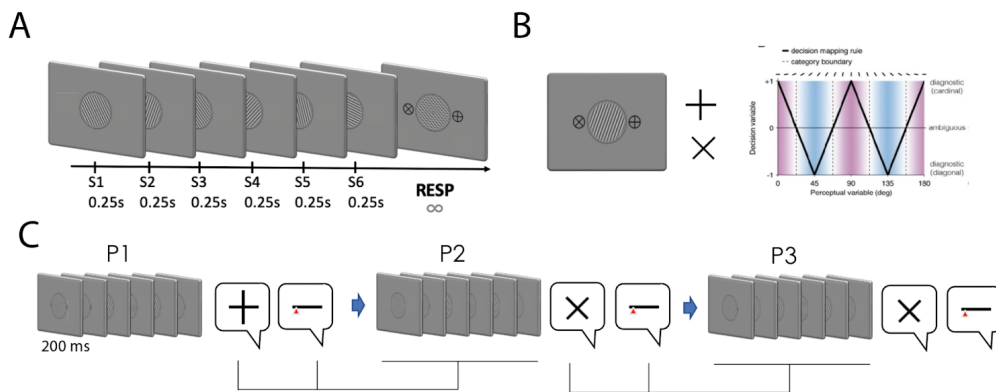 A
S1 S2 S3 S4 S5 S6
0.25s 0.25s 0.25s 0.25s 0.25s 0.25s
RESP
∞
B
decision mapping rule
category boundary
+1
0
-1
Decision variable
diagnostic
(cardinal)
ambiguous
diagnostic
(diagonal)
0 45 90 135 180
Perceptual variable (deg)
C
P1
P2
P3
200 ms